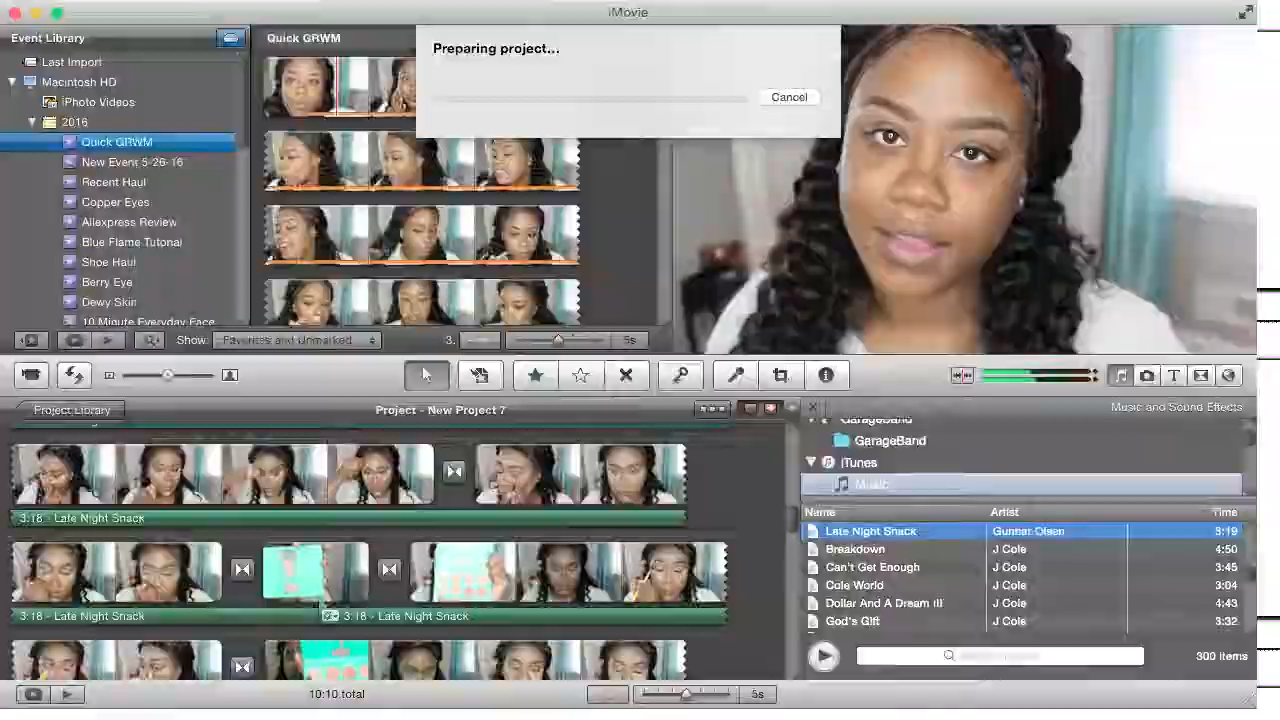 iMovie
Event Library
Last Import
Macintosh HD
iPhoto Videos
2016
Quick GRWM
New Event 5-26-16
Recent Haul
Copper Eyes
Aliexpress Review
Blue Flame Tutorial
Shoe Haul
Berry Eye
Dewy Skin
10 Minute Everyday Face
Quick GRWM
Preparing project...
Cancel
Show: Favorites and Unmarked
3.
5s
Project Library
Project - New Project 7
3:18 - Late Night Snack
3:18 - Late Night Snack
3:18 - Late Night Snack
10:10 total
5s
Music and Sound Effects
GarageBand
GarageBand
iTunes
Music
Name Artist Time
Late Night Snack Gunnar Olsen 3:19
Breakdown J Cole 4:50
Can't Get Enough J Cole 3:45
Cole World J Cole 3:04
Dollar And A Dream III J Cole 4:43
God's Gift J Cole 3:32
300 items